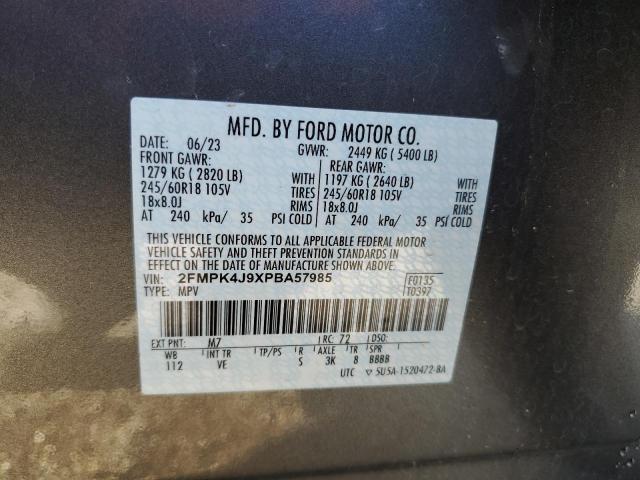 MFD. BY FORD MOTOR CO.
DATE: 06/23 GVWR: 2449 KG ( 5400 LB)
FRONT GAWR: REAR GAWR:
1279 KG ( 2820 LB) WITH 1197 KG ( 2640 LB) WITH
245/60R18 105V TIRES 245/60R18 105V TIRES
18x8.0J RIMS 18x8.0J RIMS
AT 240 kPa/ 35 PSI COLD AT 240 kPa/ 35 PSI COLD
THIS VEHICLE CONFORMS TO ALL APPLICABLE FEDERAL MOTOR
VEHICLE SAFETY AND THEFT PREVENTION STANDARDS IN
EFFECT ON THE DATE OF MANUFACTURE SHOWN ABOVE.
VIN: 2FMPK4J9XPBA57985 F0135
TYPE: MPV T0397
EXT PNT: M7 RC: 72 DSO:
WB INT TR TP/PS R AXLE TR SPR
112 VE S 3K 8 BBBB
UTC ▽ 5U5A-1520472-BA